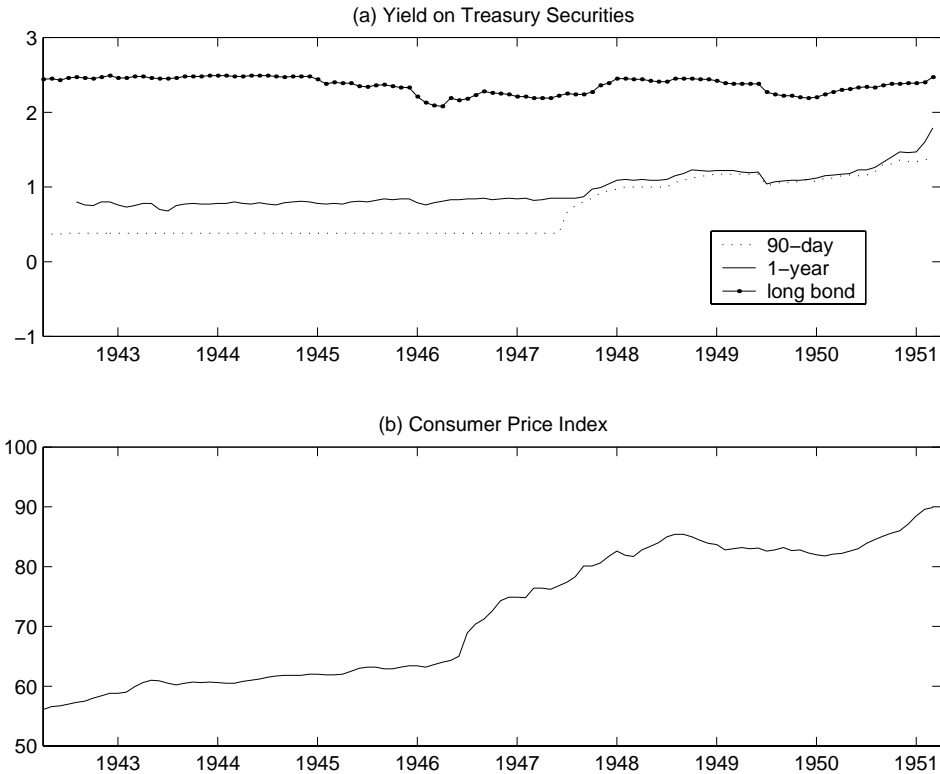 (a) Yield on Treasury Securities
3
2
1
0
−1
90−day
1−year
long bond
1943 1944 1945 1946 1947 1948 1949 1950 1951
(b) Consumer Price Index
100
90
80
70
60
50
1943 1944 1945 1946 1947 1948 1949 1950 1951